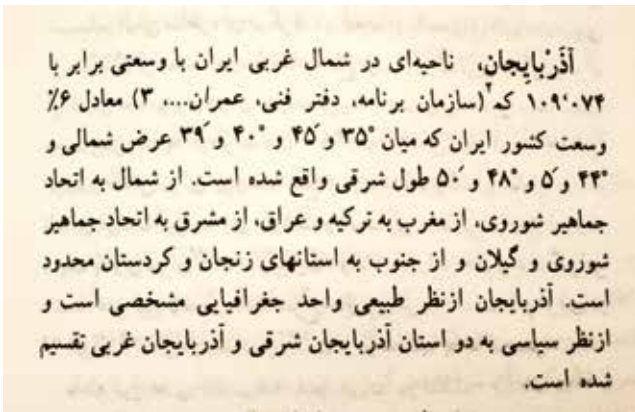 آذَرْبایِجان، ناحیه‌ای در شمال غربی ایران با وسعتی برابر با
۱۰۹٬۰۷۴ کم۲ (سازمان برنامه، دفتر فنی، عمران...، ۳) معادل ۶٪
وسعت کشور ایران که میان ۳۵° و ۴۵′ و ۴۰° و ۳۹′ عرض شمالی و
۴۴° و ۵′ و ۴۸° و ۵۰′ طول شرقی واقع شده است. از شمال به اتحاد
جماهیر شوروی، از مغرب به ترکیه و عراق، از مشرق به اتحاد جماهیر
شوروی و گیلان و از جنوب به استانهای زنجان و کردستان محدود
است. آذربایجان ازنظر طبیعی واحد جغرافیایی مشخصی است و
ازنظر سیاسی به دو استان آذربایجان شرقی و آذربایجان غربی تقسیم
شده است.